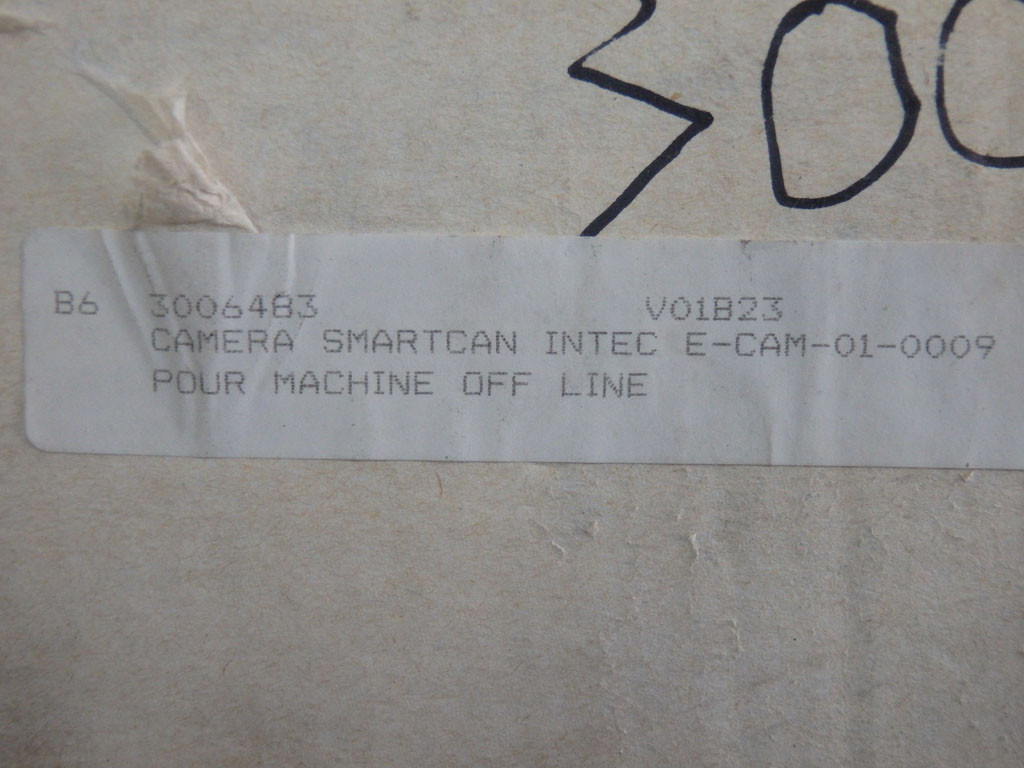 300
B6 3006483 V01B23
CAMERA SMARTCAN INTEC E-CAM-01-0009
POUR MACHINE OFF LINE